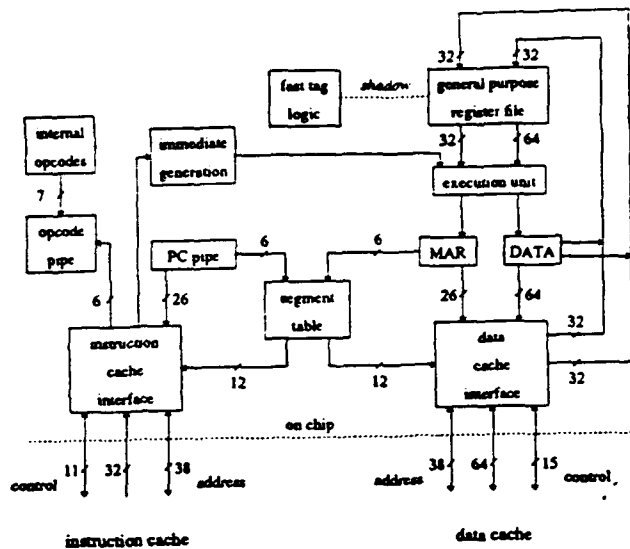 32
32
fast tag
logic
shadow
general purpose
register file
internal
opcodes
immediate
generation
32
64
execution unit
7
opcode
pipe
PC pipe
6
6
MAR
DATA
6
26
segment
table
26
64
instruction
cache
interface
data
cache
interface
32
32
12
12
on chip
11
32
38
38
64
15
control
address
address
control
instruction cache
data cache